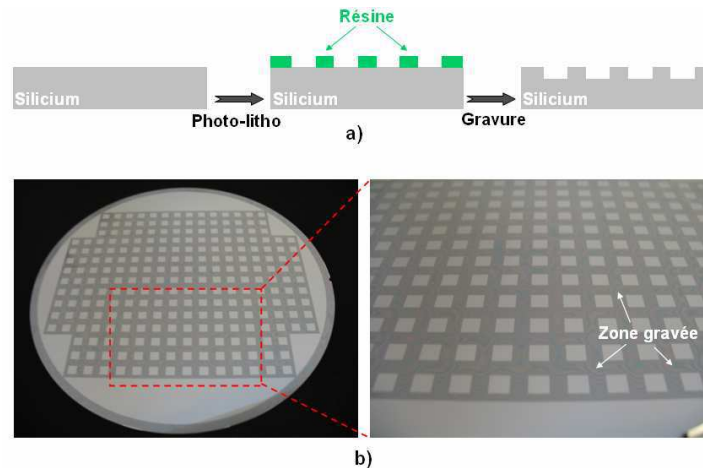 Résine
Silicium
Silicium
Silicium
Photo-litho
Gravure
a)
Zone gravée
b)